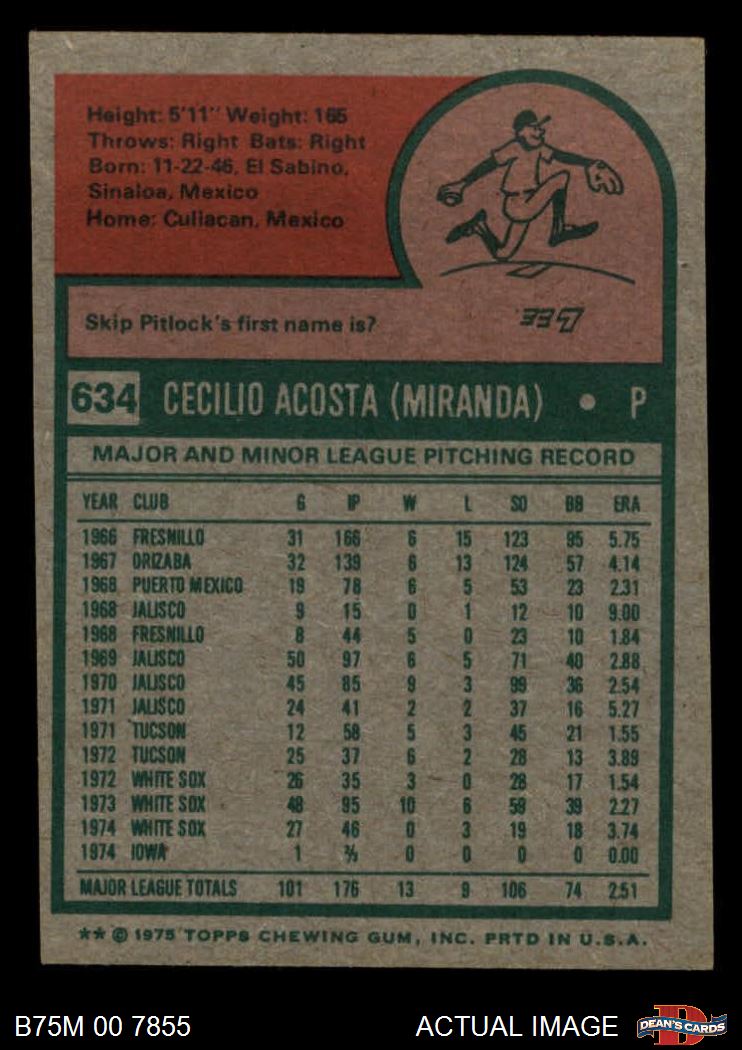 Height: 5'11" Weight: 165
Throws: Right Bats: Right
Born: 11-22-46, El Sabino,
Sinaloa, Mexico
Home: Culiacan, Mexico
Skip Pitlock's first name is?
LEE
634 CECILIO ACOSTA (MIRANDA) • P
MAJOR AND MINOR LEAGUE PITCHING RECORD
YEAR CLUB G IP W L SO BB ERA
1966 FRESNILLO 31 166 6 15 123 95 5.75
1967 ORIZABA 32 139 6 13 124 57 4.14
1968 PUERTO MEXICO 19 78 6 5 53 23 2.31
1968 JALISCO 9 15 0 1 12 10 9.00
1968 FRESNILLO 8 44 5 0 23 10 1.84
1969 JALISCO 50 97 6 5 71 40 2.88
1970 JALISCO 45 85 9 3 99 36 2.54
1971 JALISCO 24 41 2 2 37 16 5.27
1971 TUCSON 12 58 5 3 45 21 1.55
1972 TUCSON 25 37 6 2 28 13 3.89
1972 WHITE SOX 26 35 3 0 28 17 1.54
1973 WHITE SOX 48 95 10 6 59 39 2.27
1974 WHITE SOX 27 46 0 3 19 18 3.74
1974 IOWA 1 ⅔ 0 0 0 0 0.00
MAJOR LEAGUE TOTALS 101 176 13 9 106 74 2.51
** © 1975 TOPPS CHEWING GUM, INC. PRTD IN U.S.A.
B75M 00 7855 ACTUAL IMAGE
DEAN'S CARDS